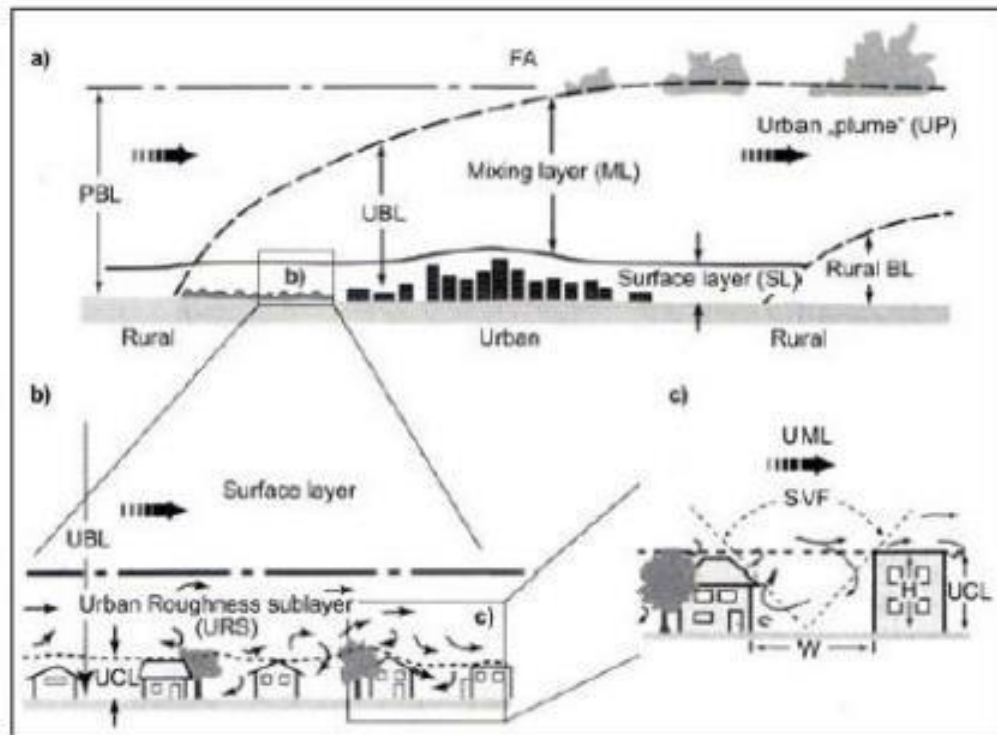 a)
FA
Urban „plume" (UP)
PBL
Mixing layer (ML)
UBL
b)
Surface layer (SL)
Rural BL
Rural
Urban
Rural
b)
c)
UML
SVF
Surface layer
UBL
Urban Roughness sublayer
(URS)
c)
UCL
H
UCL
W